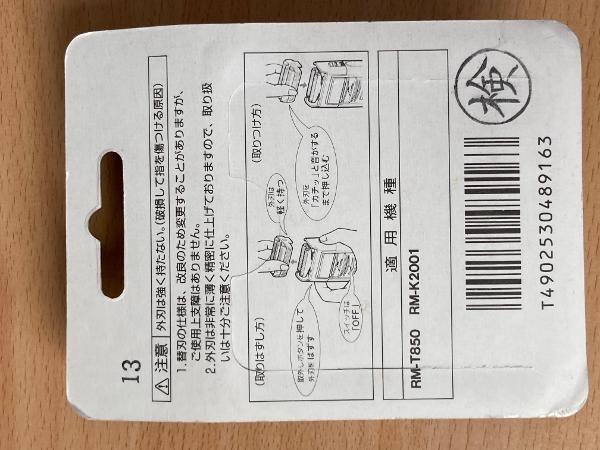 13
⚠注意 外刃は強く持たない。(破損して指を傷つける原因)
1.替刃の仕様は、改良のため変更することがありますが、
ご使用上支障はありません。
2.外刃は非常に薄く精密に仕上げておりますので、取り扱
いは十分ご注意ください。
(取りはずし方)
取外しボタンを押して
外刃をはずす
スイッチは
「OFF」
外刃は
軽く持つ
(取りつけ方)
外刃を
「カチッ」と音がする
まで押し込む
適用機種
RM-T850 RM-K2001
検
T4902530489163